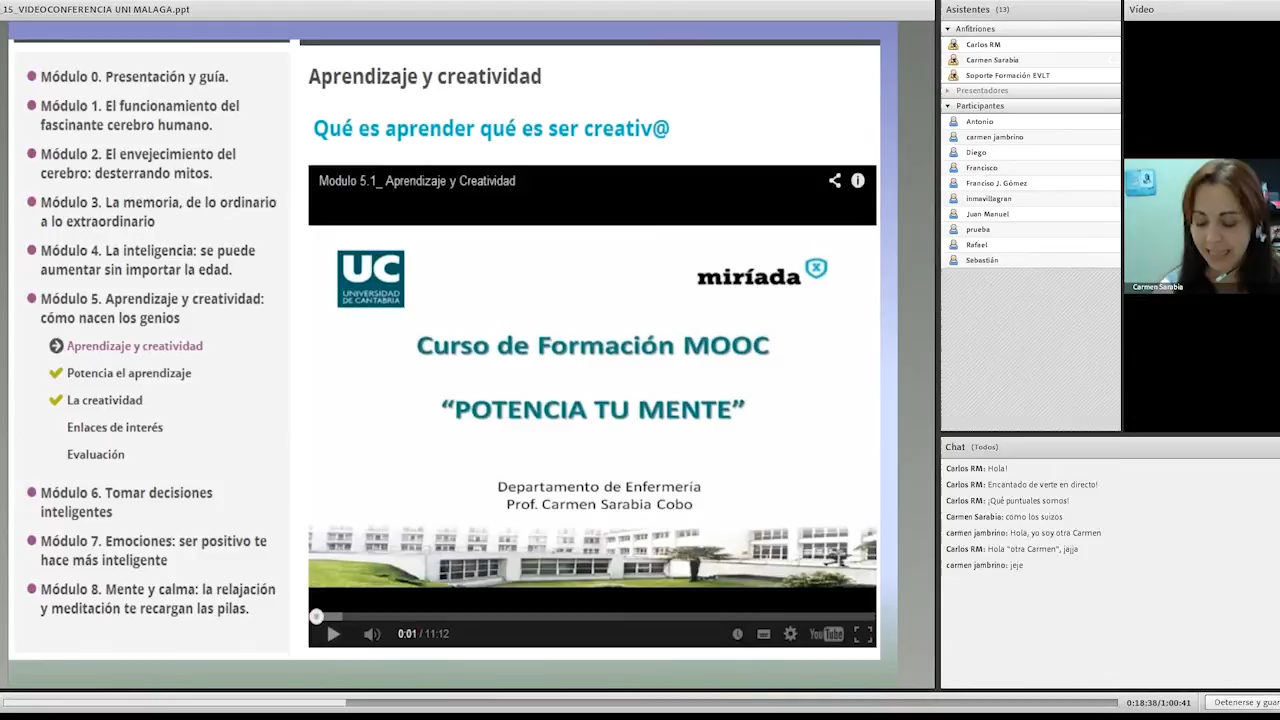 _15_VIDEOCONFERENCIA UNI MALAGA.ppt
Módulo 0. Presentación y guía.
Módulo 1. El funcionamiento del
fascinante cerebro humano.
Módulo 2. El envejecimiento del
cerebro: desterrando mitos.
Módulo 3. La memoria, de lo ordinario
a lo extraordinario
Módulo 4. La inteligencia: se puede
aumentar sin importar la edad.
Módulo 5. Aprendizaje y creatividad:
cómo nacen los genios
Aprendizaje y creatividad
Potencia el aprendizaje
La creatividad
Enlaces de interés
Evaluación
Módulo 6. Tomar decisiones
inteligentes
Módulo 7. Emociones: ser positivo te
hace más inteligente
Módulo 8. Mente y calma: la relajación
y meditación te recargan las pilas.
Aprendizaje y creatividad
Qué es aprender qué es ser creativ@
Modulo 5.1_ Aprendizaje y Creatividad
UC
UNIVERSIDAD
DE CANTABRIA
miríada x
Curso de Formación MOOC
“POTENCIA TU MENTE”
Departamento de Enfermería
Prof. Carmen Sarabia Cobo
0:01 / 11:12
YouTube
Asistentes (13)
Anfitriones
Carlos RM
Carmen Sarabia
Soporte Formación EVLT
Presentadores
Participantes
Antonio
carmen jambrino
Diego
Francisco
Franciso J. Gómez
inmavillagran
Juan Manuel
prueba
Rafael
Sebastián
Vídeo
Carmen Sarabia
Chat (Todos)
Carlos RM: Hola!
Carlos RM: Encantado de verte en directo!
Carlos RM: ¡Qué puntuales somos!
Carmen Sarabia: como los suizos
carmen jambrino: Hola, yo soy otra Carmen
Carlos RM: Hola "otra Carmen", jajja
carmen jambrino: jeje
0:18:38/1:00:41
Detenerse y guar